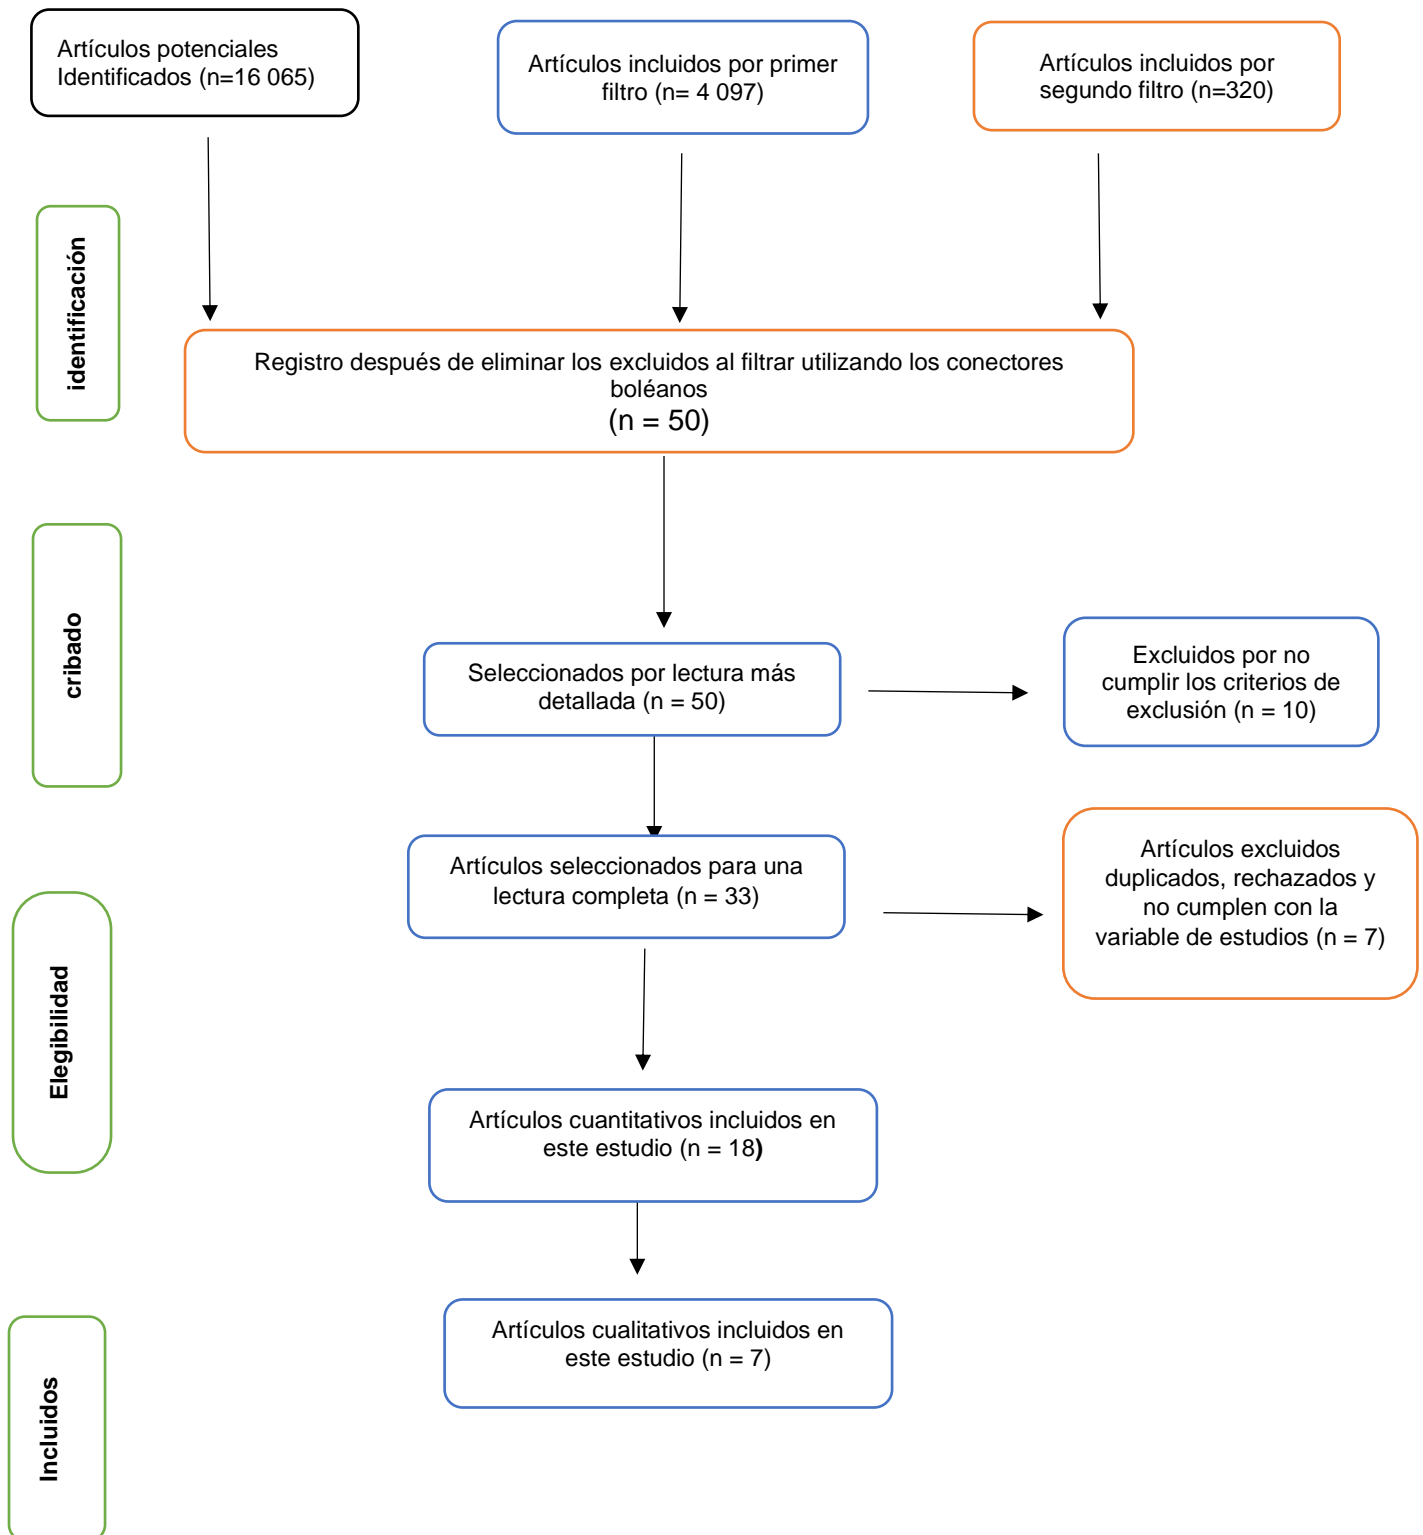 Artículos potenciales
Identificados (n=16 065)
Artículos incluidos por primer
filtro (n= 4 097)
Artículos incluidos por
segundo filtro (n=320)
identificación
Registro después de eliminar los excluidos al filtrar utilizando los conectores
boléanos
(n = 50)
cribado
Seleccionados por lectura más
detallada (n = 50)
Excluidos por no
cumplir los criterios de
exclusión (n = 10)
Artículos seleccionados para una
lectura completa (n = 33)
Artículos excluidos
duplicados, rechazados y
no cumplen con la
variable de estudios (n = 7)
Elegibilidad
Artículos cuantitativos incluidos en
este estudio (n = 18)
Artículos cualitativos incluidos en
este estudio (n = 7)
Incluidos